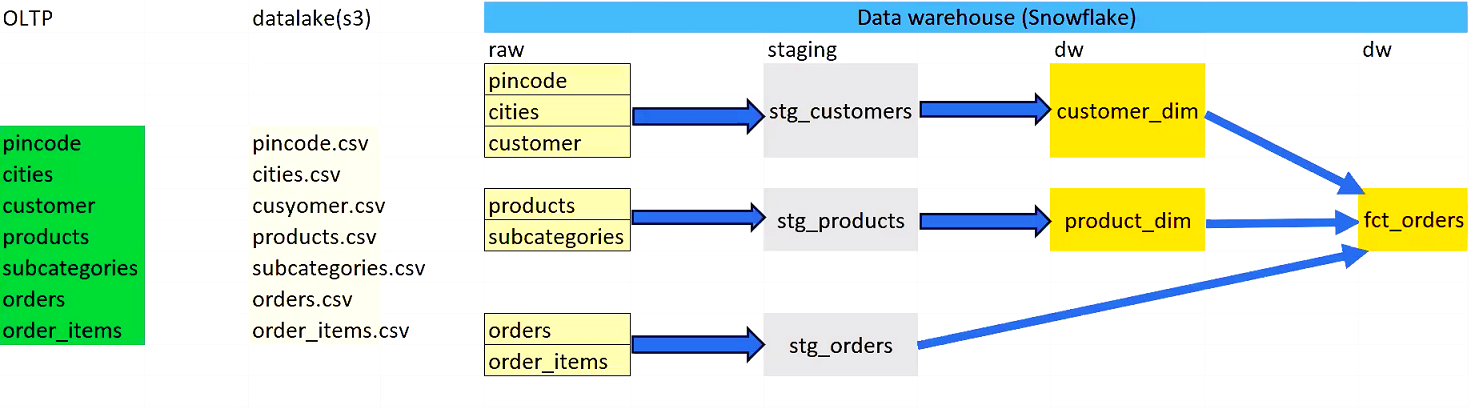 OLTP
datalake(s3)
Data warehouse (Snowflake)
raw
staging
dw
dw
pincode
cities
customer
products
subcategories
orders
order_items
pincode.csv
cities.csv
cusyomer.csv
products.csv
subcategories.csv
orders.csv
order_items.csv
pincode
cities
customer
products
subcategories
orders
order_items
stg_customers
stg_products
stg_orders
customer_dim
product_dim
fct_orders